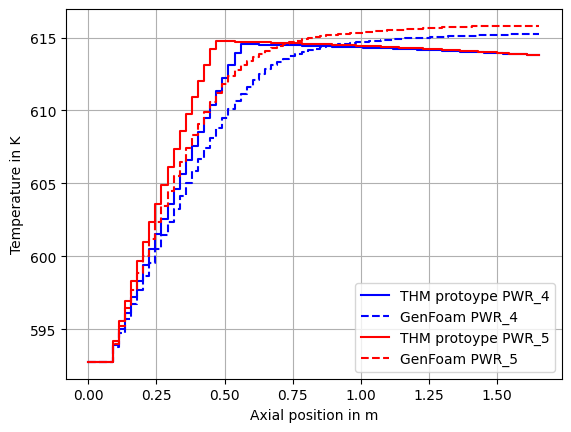 Temperature in K
615
610
605
600
595
0.00 0.25 0.50 0.75 1.00 1.25 1.50
Axial position in m
THM protoype PWR_4
GenFoam PWR_4
THM protoype PWR_5
GenFoam PWR_5